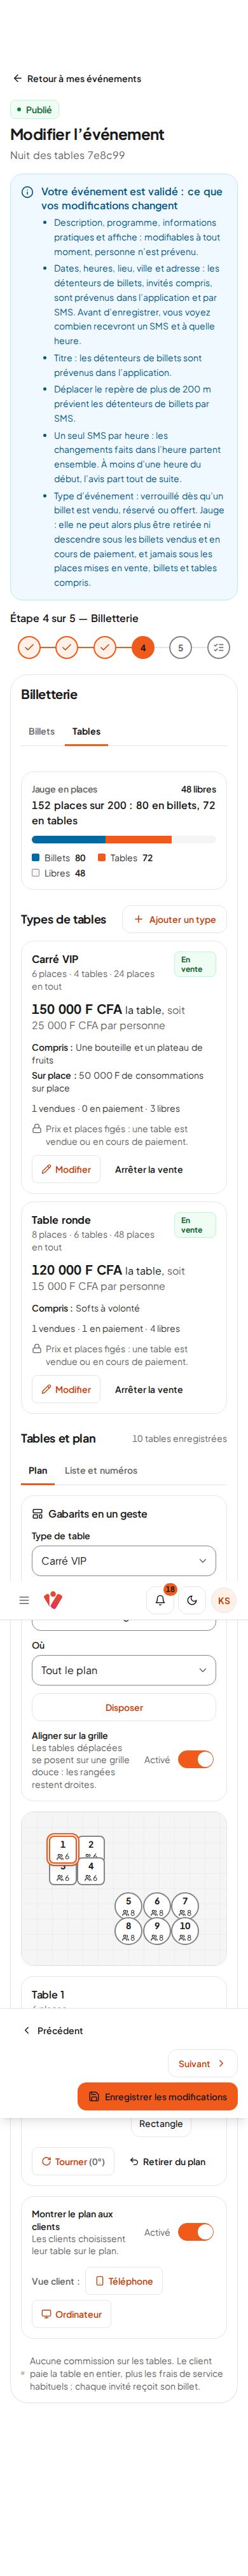 Retour à mes événements
Publié
Modifier l'événement
Nuit des tables 7e8c99
Votre événement est validé : ce que
vos modifications changent
Description, programme, informations
pratiques et affiche : modifiables à tout
moment, personne n'est prévenu.
Dates, heures, lieu, ville et adresse : les
détenteurs de billets, invités compris,
sont prévenus dans l'application et par
SMS. Avant d'enregistrer, vous voyez
combien recevront un SMS et à quelle
heure.
Titre : les détenteurs de billets sont
prévenus dans l'application.
Déplacer le repère de plus de 200 m
prévient les détenteurs de billets par
SMS.
Un seul SMS par heure : les
changements faits dans l'heure partent
ensemble. À moins d'une heure du
début, l'avis part tout de suite.
Type d'événement : verrouillé dès qu'un
billet est vendu, réservé ou offert. Jauge
: elle ne peut alors plus être retirée ni
descendre sous les billets vendus et en
cours de paiement, et jamais sous les
places mises en vente, billets et tables
compris.
Étape 4 sur 5 — Billetterie
4
5
Billetterie
Billets
Tables
Jauge en places
48 libres
152 places sur 200 : 80 en billets, 72
en tables
Billets 80
Tables 72
Libres 48
Types de tables
Ajouter un type
Carré VIP
En
vente
6 places · 4 tables · 24 places
en tout
150 000 F CFA la table, soit
25 000 F CFA par personne
Compris : Une bouteille et un plateau de
fruits
Sur place : 50 000 F de consommations
sur place
1 vendues · 0 en paiement · 3 libres
Prix et places figés : une table est
vendue ou en cours de paiement.
Modifier
Arrêter la vente
Table ronde
En
vente
8 places · 6 tables · 48 places
en tout
120 000 F CFA la table, soit
15 000 F CFA par personne
Compris : Softs à volonté
1 vendues · 1 en paiement · 4 libres
Prix et places figés : une table est
vendue ou en cours de paiement.
Modifier
Arrêter la vente
Tables et plan
10 tables enregistrées
Plan
Liste et numéros
Gabarits en un geste
Type de table
Carré VIP
18
KS
Où
Tout le plan
Disposer
Aligner sur la grille
Les tables déplacées
se posent sur une grille
douce : les rangées
restent droites.
Activé
1
6
2
6
3
6
4
6
5
8
6
8
7
8
8
8
9
8
10
8
Table 1
Précédent
Suivant
Enregistrer les modifications
Rectangle
Tourner (0°)
Retirer du plan
Montrer le plan aux
clients
Les clients choisissent
leur table sur le plan.
Activé
Vue client :
Téléphone
Ordinateur
Aucune commission sur les tables. Le client
paie la table en entier, plus les frais de service
habituels ; chaque invité reçoit son billet.